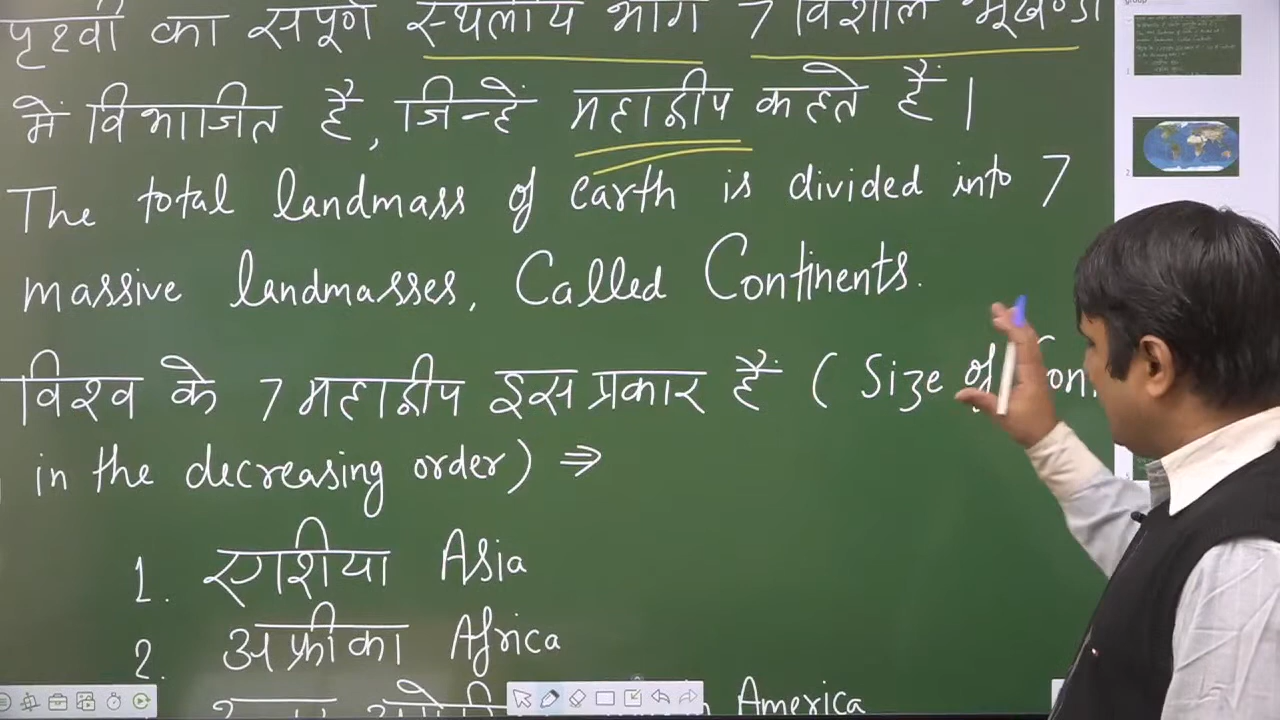 पृथ्वी का संपूर्ण स्थलीय भाग 7 विशाल भूखण्डों
में विभाजित है, जिन्हें महाद्वीप कहते हैं।
The total landmass of earth is divided into 7
massive landmasses, Called Continents.
विश्व के 7 महाद्वीप इस प्रकार हैं ( Size of Con
in the decreasing order) ⇒
1. एशिया Asia
2. अफ्रीका Africa
America
group